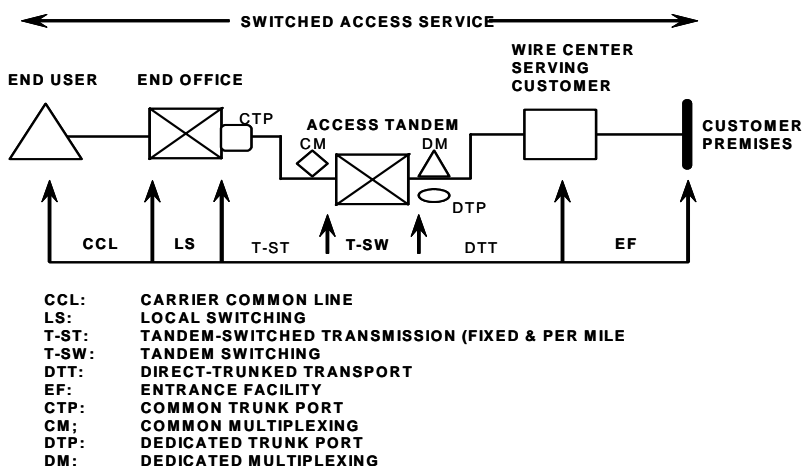 SWITCHED ACCESS SERVICE
WIRE CENTER
SERVING
CUSTOMER
END USER
END OFFICE
CTP
ACCESS TANDEM
CM
DM
CUSTOMER
PREMISES
DTP
CCL
LS
T-ST
T-SW
DTT
EF
CCL: CARRIER COMMON LINE
LS: LOCAL SWITCHING
T-ST: TANDEM-SWITCHED TRANSMISSION (FIXED & PER MILE
T-SW: TANDEM SWITCHING
DTT: DIRECT-TRUNKED TRANSPORT
EF: ENTRANCE FACILITY
CTP: COMMON TRUNK PORT
CM; COMMON MULTIPLEXING
DTP: DEDICATED TRUNK PORT
DM: DEDICATED MULTIPLEXING